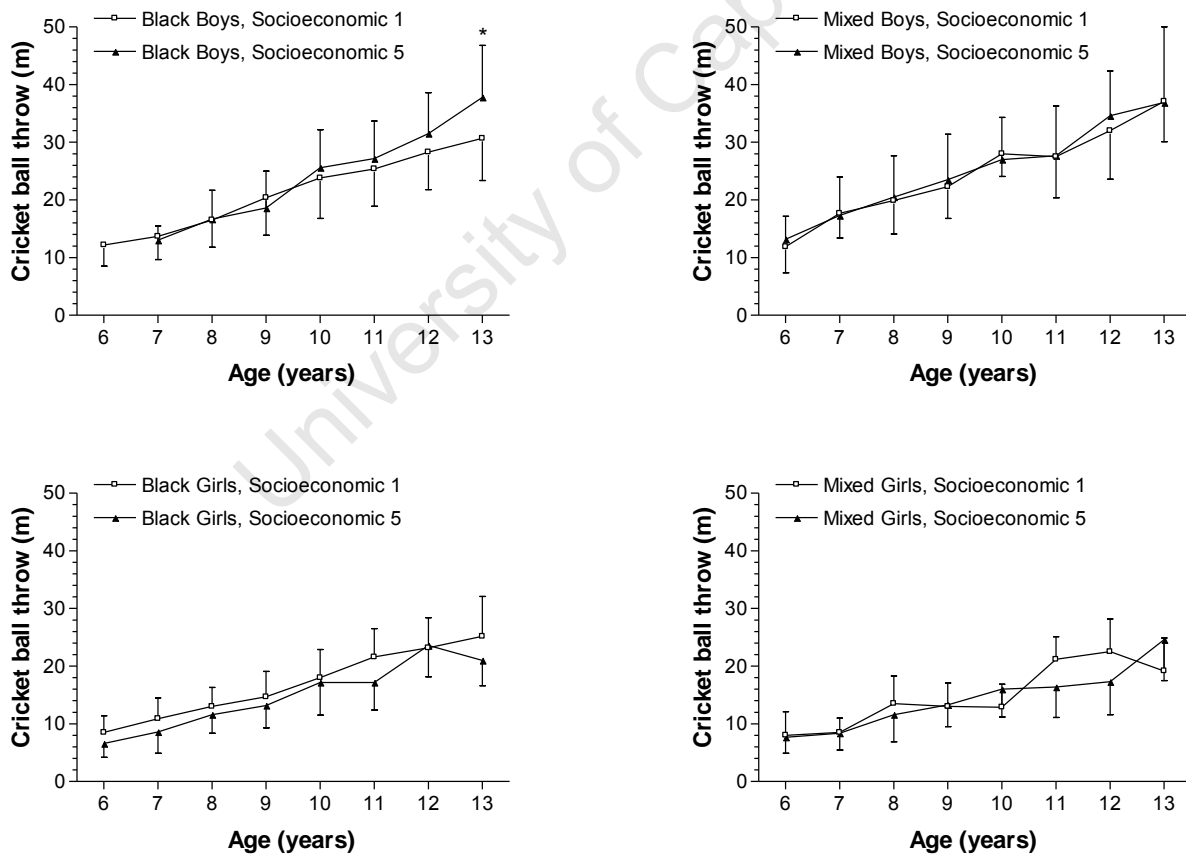 Black Boys, Socioeconomic 1
Black Boys, Socioeconomic 5
*
50
40
30
20
10
0
Cricket ball throw (m)
6 7 8 9 10 11 12 13
Age (years)
Mixed Boys, Socioeconomic 1
Mixed Boys, Socioeconomic 5
50
40
30
20
10
0
Cricket ball throw (m)
6 7 8 9 10 11 12 13
Age (years)
Black Girls, Socioeconomic 1
Black Girls, Socioeconomic 5
50
40
30
20
10
0
Cricket ball throw (m)
6 7 8 9 10 11 12 13
Age (years)
Mixed Girls, Socioeconomic 1
Mixed Girls, Socioeconomic 5
50
40
30
20
10
0
Cricket ball throw (m)
6 7 8 9 10 11 12 13
Age (years)
University of Cap